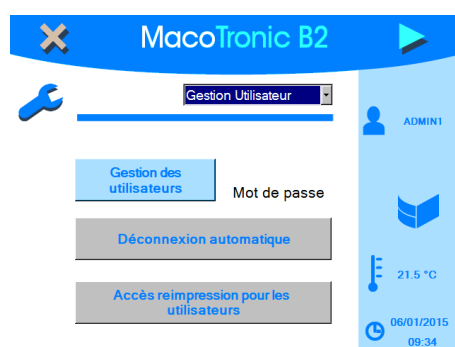 MacoTronic B2
Gestion Utilisateur
ADMIN1
Gestion des
utilisateurs
Mot de passe
Déconnexion automatique
Accès reimpression pour les
utilisateurs
21.5 °C
06/01/2015
09:34